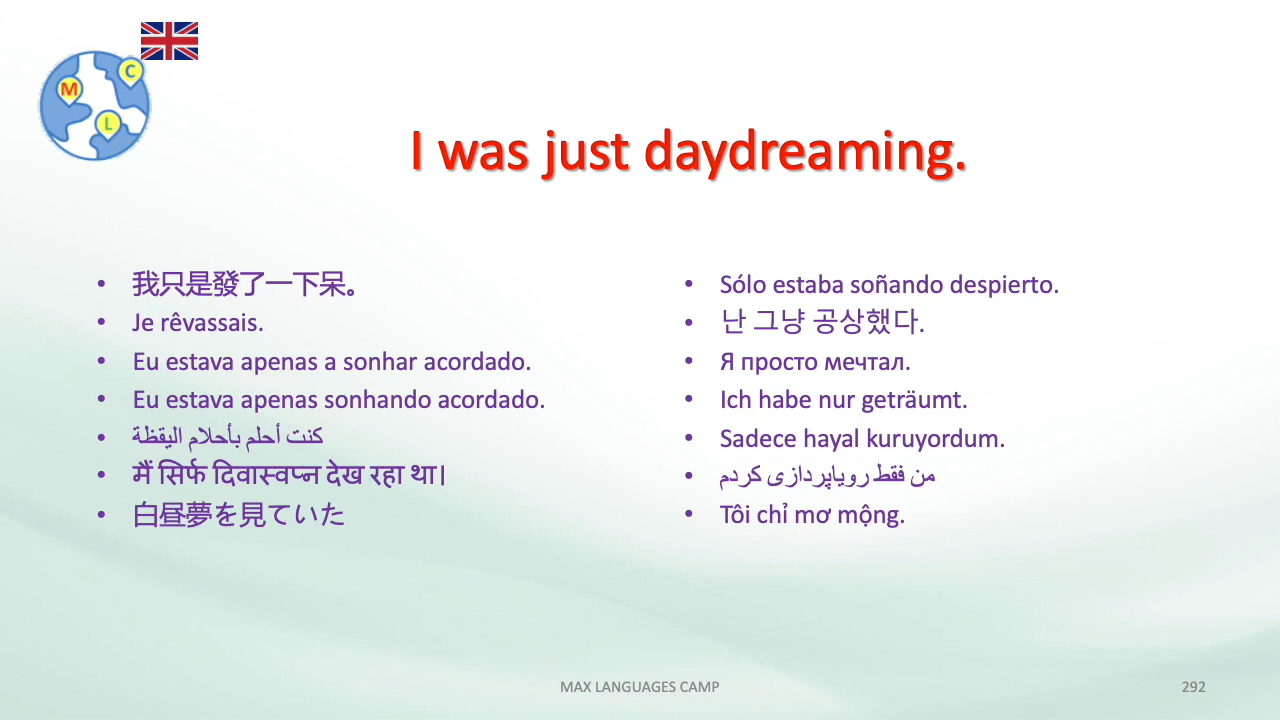 C
M
L
I was just daydreaming.
• 我只是發了一下呆。
• Je rêvassais.
• Eu estava apenas a sonhar acordado.
• Eu estava apenas sonhando acordado.
• كنت أحلم بأحلام اليقظة
• मैं सिर्फ दिवास्वप्न देख रहा था।
• 白昼夢を見ていた
• Sólo estaba soñando despierto.
• 난 그냥 공상했다.
• Я просто мечтал.
• Ich habe nur geträumt.
• Sadece hayal kuruyordum.
• من فقط رویاپردازی کردم
• Tôi chỉ mơ mộng.
MAX LANGUAGES CAMP
292